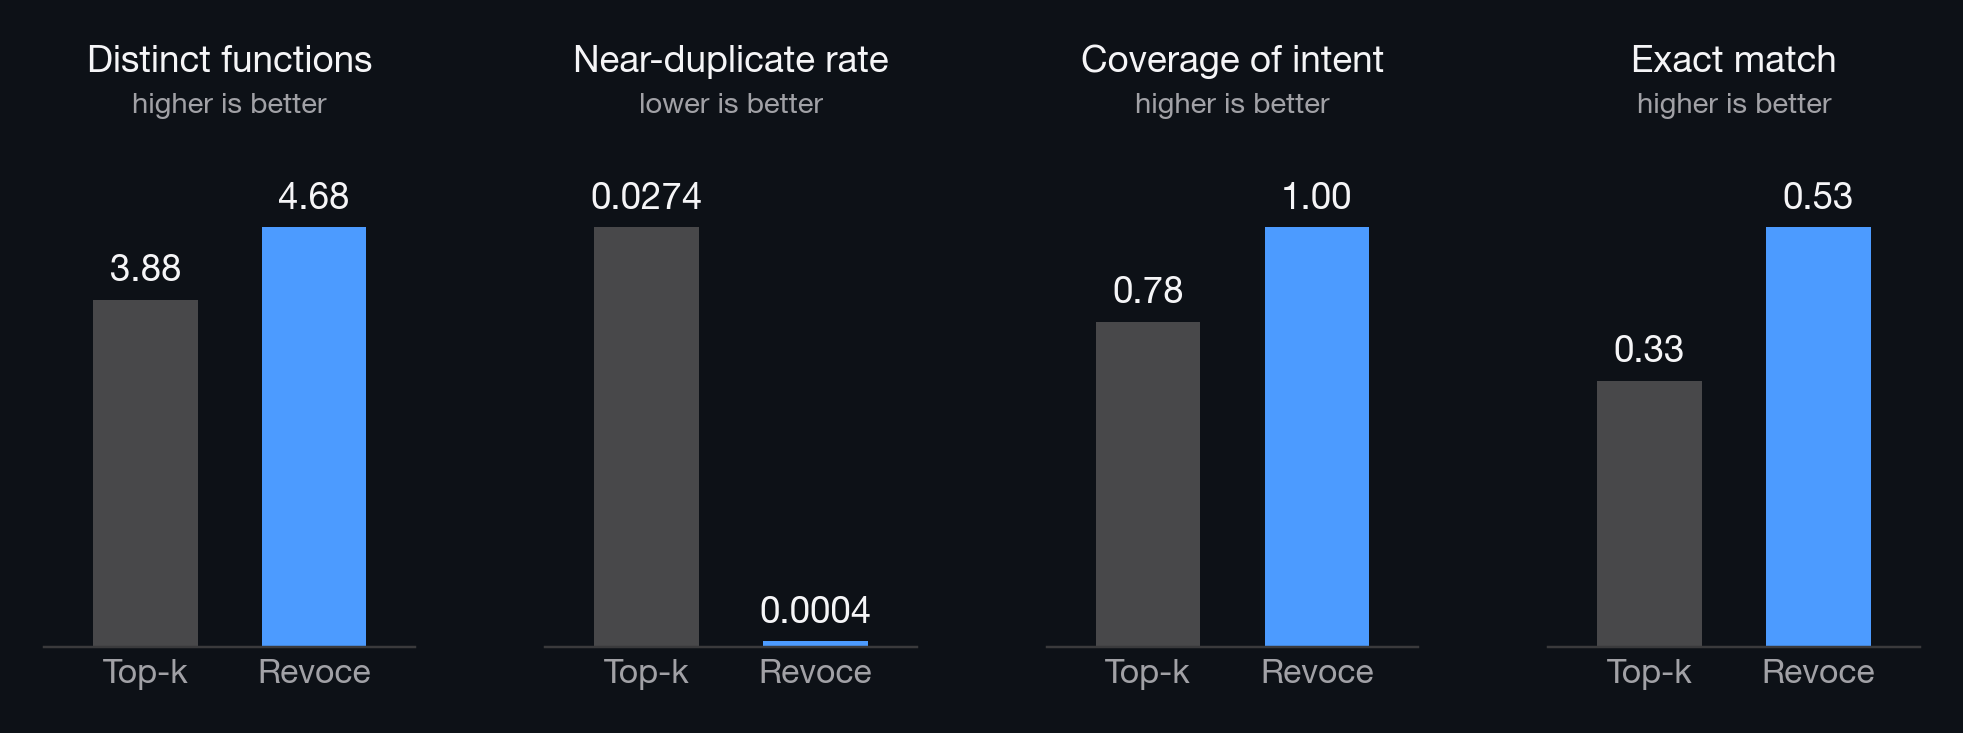 Distinct functions
higher is better
4.68
3.88
Top-k
Revoce
Near-duplicate rate
lower is better
0.0274
0.0004
Top-k
Revoce
Coverage of intent
higher is better
1.00
0.78
Top-k
Revoce
Exact match
higher is better
0.53
0.33
Top-k
Revoce